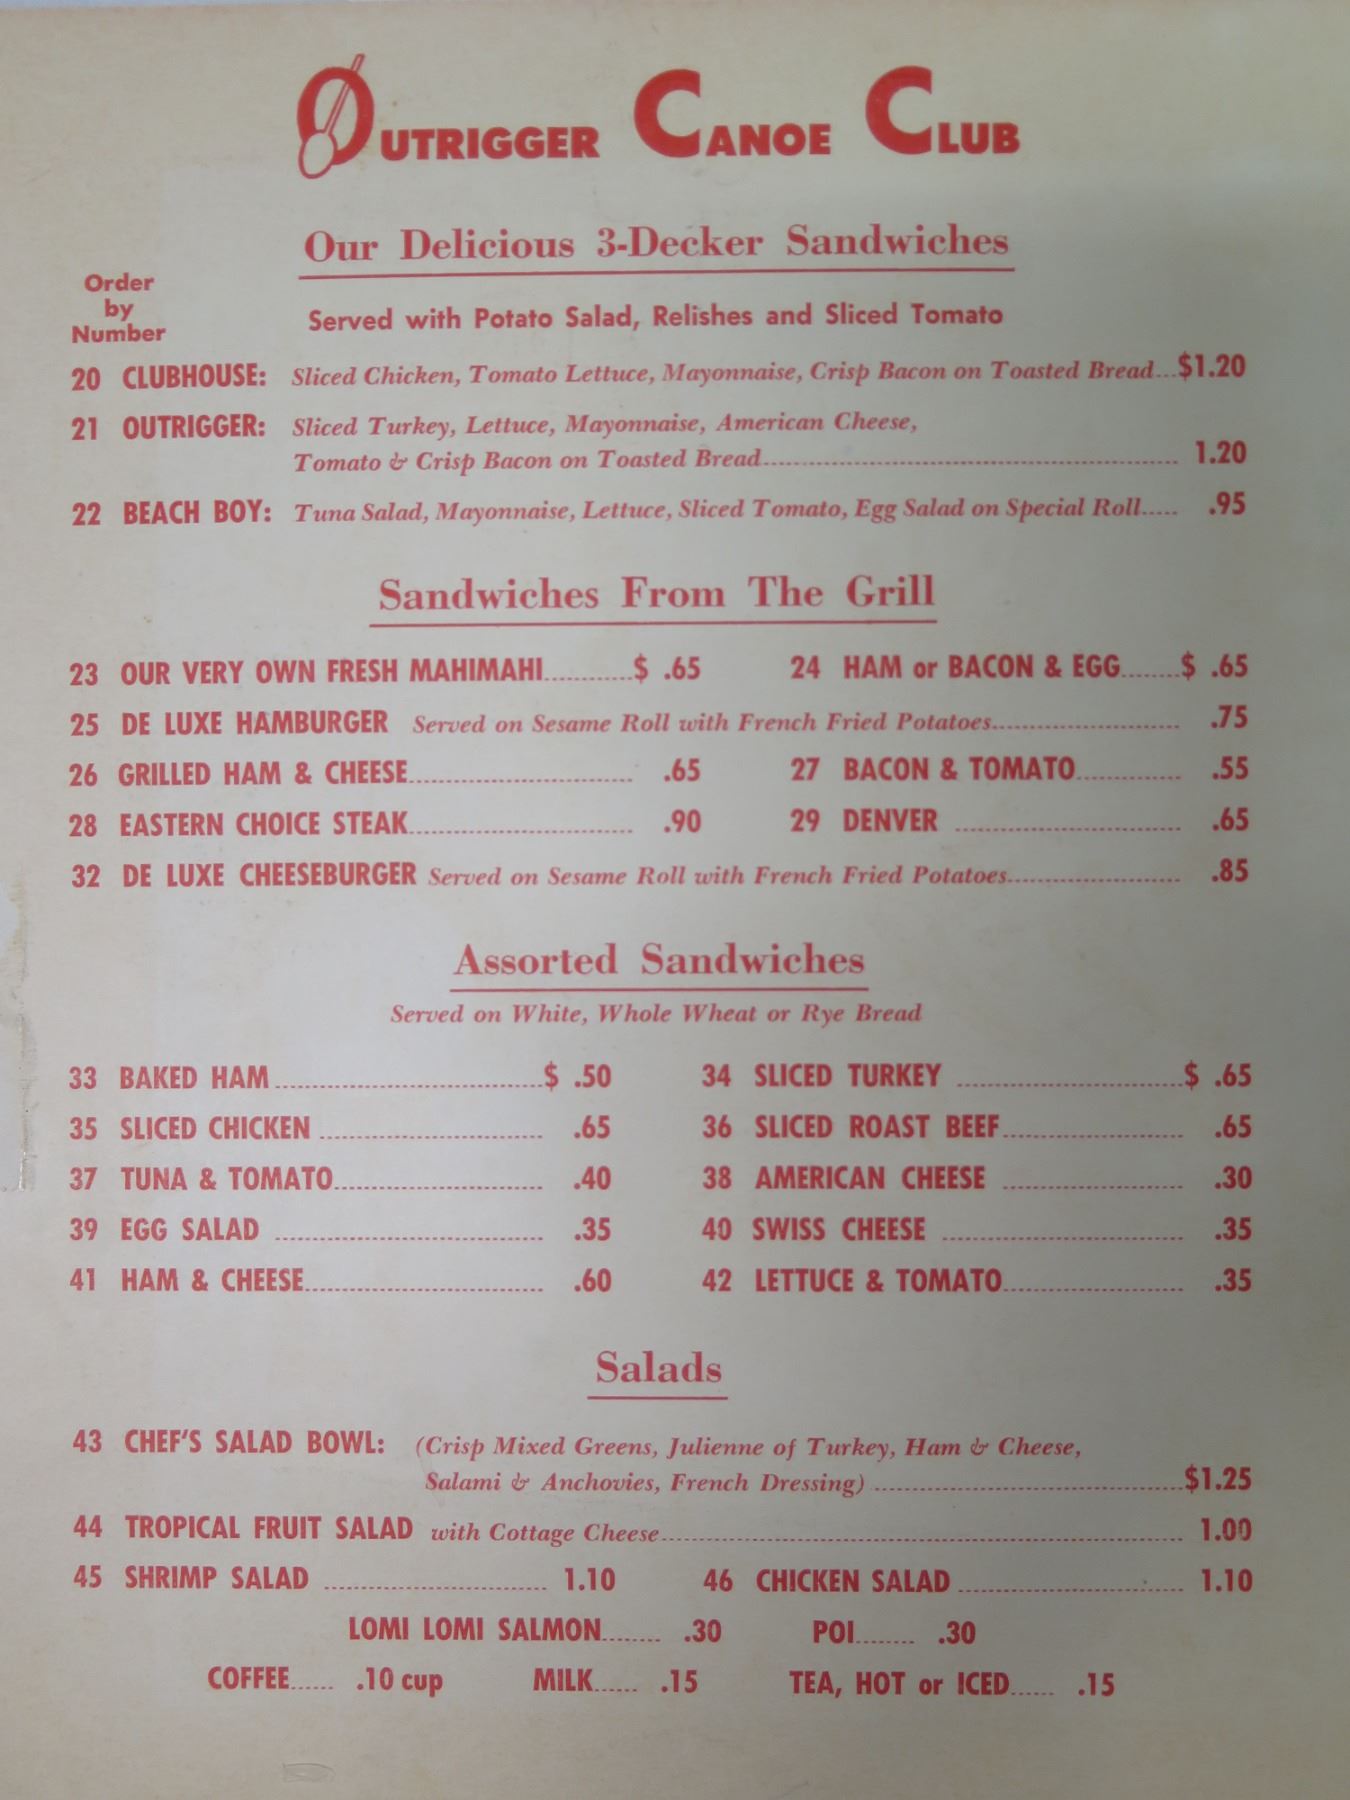 OUTRIGGER CANOE CLUB
Our Delicious 3-Decker Sandwiches
Order
by
Number
Served with Potato Salad, Relishes and Sliced Tomato
20 CLUBHOUSE: Sliced Chicken, Tomato Lettuce, Mayonnaise, Crisp Bacon on Toasted Bread...$1.20
21 OUTRIGGER: Sliced Turkey, Lettuce, Mayonnaise, American Cheese,
Tomato & Crisp Bacon on Toasted Bread........ 1.20
22 BEACH BOY: Tuna Salad, Mayonnaise, Lettuce, Sliced Tomato, Egg Salad on Special Roll..... .95
Sandwiches From The Grill
23 OUR VERY OWN FRESH MAHIMAHI........$ .65 24 HAM or BACON & EGG........$ .65
25 DE LUXE HAMBURGER Served on Sesame Roll with French Fried Potatoes........ .75
26 GRILLED HAM & CHEESE........ .65 27 BACON & TOMATO........ .55
28 EASTERN CHOICE STEAK........ .90 29 DENVER ........ .65
32 DE LUXE CHEESEBURGER Served on Sesame Roll with French Fried Potatoes........ .85
Assorted Sandwiches
Served on White, Whole Wheat or Rye Bread
33 BAKED HAM ........$ .50 34 SLICED TURKEY ........$ .65
35 SLICED CHICKEN ........ .65 36 SLICED ROAST BEEF........ .65
37 TUNA & TOMATO........ .40 38 AMERICAN CHEESE ........ .30
39 EGG SALAD ........ .35 40 SWISS CHEESE ........ .35
41 HAM & CHEESE........ .60 42 LETTUCE & TOMATO........ .35
Salads
43 CHEF'S SALAD BOWL: (Crisp Mixed Greens, Julienne of Turkey, Ham & Cheese,
Salami & Anchovies, French Dressing) ........$1.25
44 TROPICAL FRUIT SALAD with Cottage Cheese........ 1.00
45 SHRIMP SALAD ........ 1.10 46 CHICKEN SALAD ........ 1.10
LOMI LOMI SALMON........ .30 POI........ .30
COFFEE...... .10 cup MILK...... .15 TEA, HOT or ICED...... .15